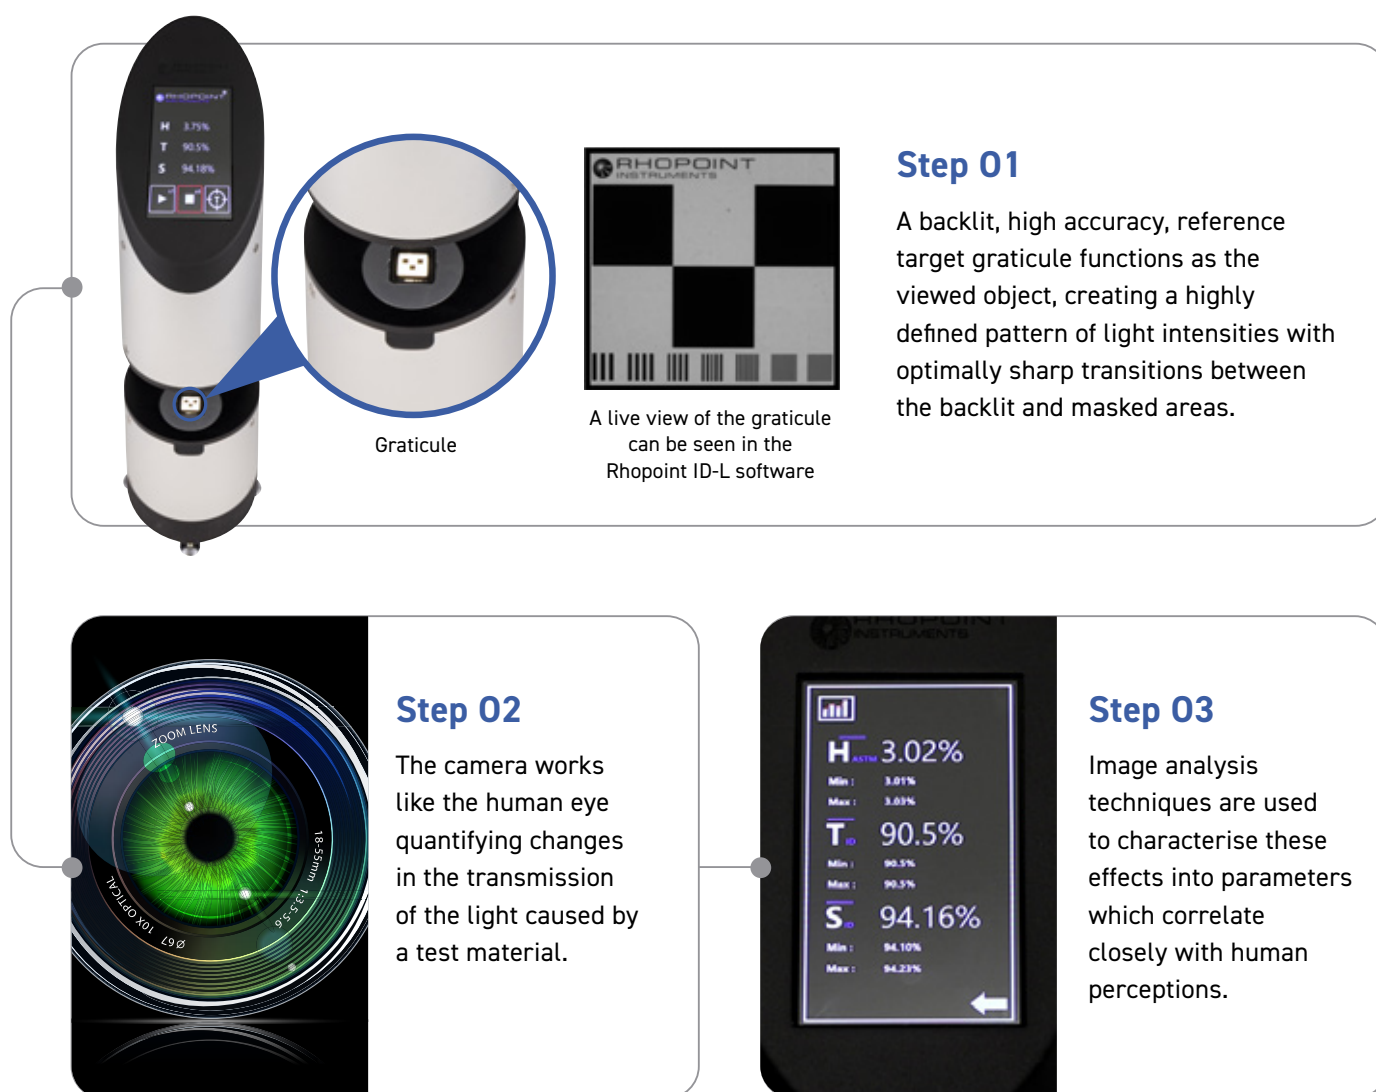 RHOPOINT
INSTRUMENTS
H 3.75%
T 90.5%
S 94.18%
Graticule
RHOPOINT
INSTRUMENTS
A live view of the graticule
can be seen in the
Rhopoint ID-L software
Step 01
A backlit, high accuracy, reference
target graticule functions as the
viewed object, creating a highly
defined pattern of light intensities with
optimally sharp transitions between
the backlit and masked areas.
ZOOM LENS
18-55mm 1:3.5-5.6
Ø67 10X OPTICAL
Step 02
The camera works
like the human eye
quantifying changes
in the transmission
of the light caused by
a test material.
RHOPOINT
INSTRUMENTS
H ASTM 3.02%
Min : 3.01%
Max : 3.03%
T ID 90.5%
Min : 90.5%
Max : 90.5%
S ID 94.16%
Min : 94.10%
Max : 94.23%
Step 03
Image analysis
techniques are used
to characterise these
effects into parameters
which correlate
closely with human
perceptions.